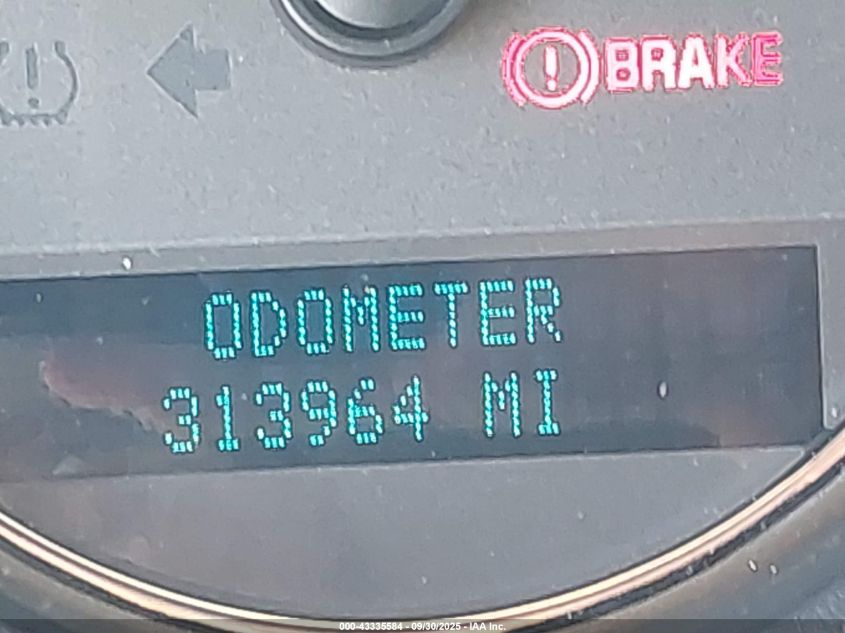 BRAKE
ODOMETER
313964 MI
000-43335584 - 09/30/2025 - IAA Inc.